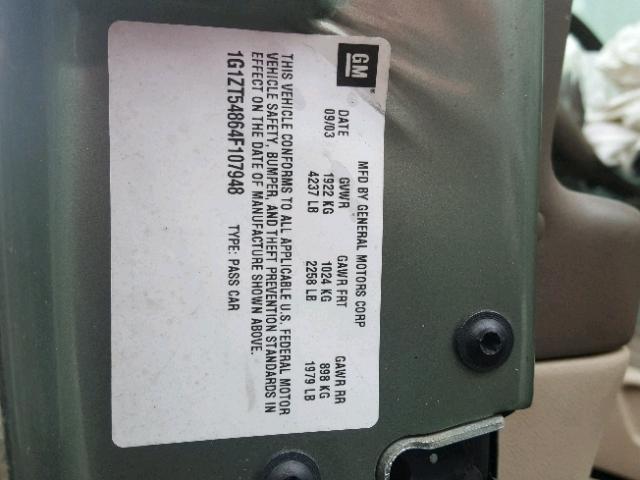 GM
MFD BY GENERAL MOTORS CORP
DATE GVWR GAWR FRT GAWR RR
09/03 1922 KG 1024 KG 898 KG
4237 LB 2258 LB 1979 LB
THIS VEHICLE CONFORMS TO ALL APPLICABLE U.S. FEDERAL MOTOR
VEHICLE SAFETY, BUMPER, AND THEFT PREVENTION STANDARDS IN
EFFECT ON THE DATE OF MANUFACTURE SHOWN ABOVE.
1G1ZT54864F107948 TYPE: PASS CAR